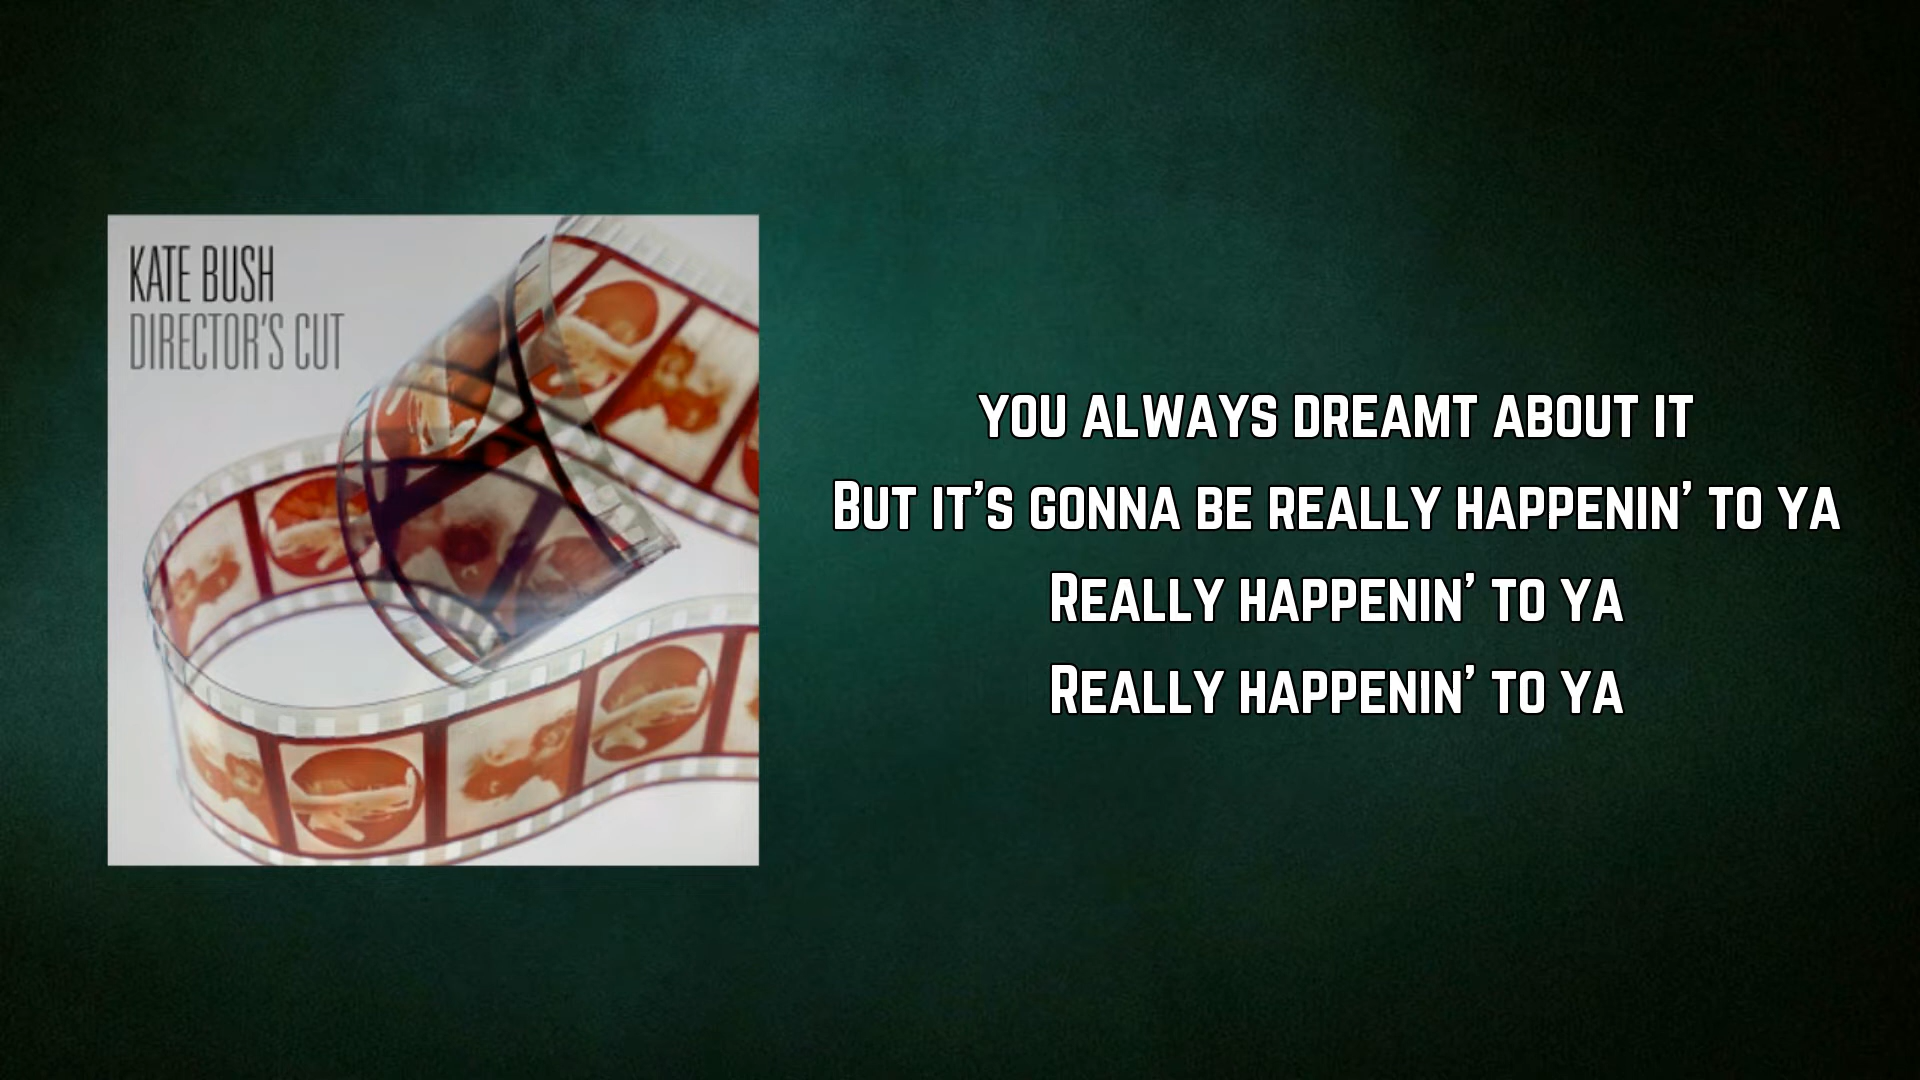 KATE BUSH
DIRECTOR'S CUT
YOU ALWAYS DREAMT ABOUT IT
BUT IT'S GONNA BE REALLY HAPPENIN' TO YA
REALLY HAPPENIN' TO YA
REALLY HAPPENIN' TO YA